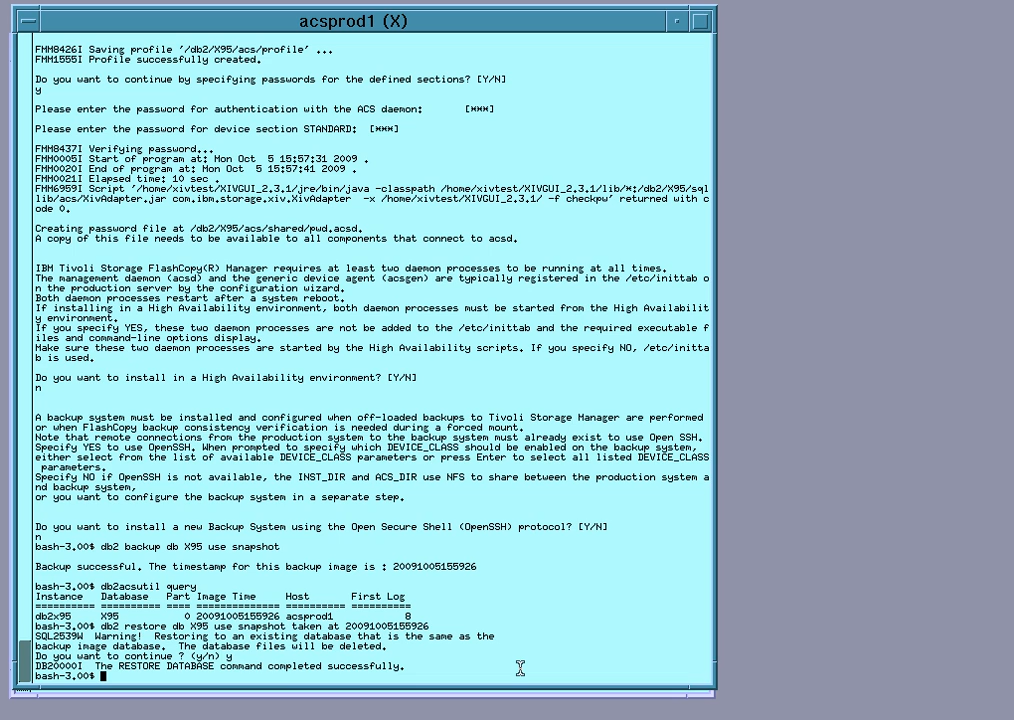 acsprod1 (X)
FMM8426I Saving profile '/db2/X95/acs/profile' ...
FMM1555I Profile successfully created.
Do you want to continue by specifying passwords for the defined sections? [Y/N]
y
Please enter the password for authentication with the ACS daemon:       [***]
Please enter the password for device section STANDARD:  [***]
FMM8437I Verifying password...
FMM0005I Start of program at: Mon Oct  5 15:57:31 2009 .
FMM0020I End of program at: Mon Oct  5 15:57:41 2009 .
FMM0021I Elapsed time: 10 sec .
FMM6959I Script '/home/xivtest/XIVGUI_2.3.1/jre/bin/java -classpath /home/xivtest/XIVGUI_2.3.1/lib/*:/db2/X95/sql
lib/acs/XivAdapter.jar com.ibm.storage.xiv.XivAdapter  -x /home/xivtest/XIVGUI_2.3.1/ -f checkpw' returned with c
ode 0.
Creating password file at /db2/X95/acs/shared/pwd.acsd.
A copy of this file needs to be available to all components that connect to acsd.
IBM Tivoli Storage FlashCopy(R) Manager requires at least two daemon processes to be running at all times.
The management daemon (acsd) and the generic device agent (acsgen) are typically registered in the /etc/inittab o
n the production server by the configuration wizard.
Both daemon processes restart after a system reboot.
If installing in a High Availability environment, both daemon processes must be started from the High Availabilit
y environment.
If you specify YES, these two daemon processes are not be added to the /etc/inittab and the required executable f
iles and command-line options display.
Make sure these two daemon processes are started by the High Availability scripts. If you specify NO, /etc/initta
b is used.
Do you want to install in a High Availability environment? [Y/N]
n
A backup system must be installed and configured when off-loaded backups to Tivoli Storage Manager are performed
or when FlashCopy backup consistency verification is needed during a forced mount.
Note that remote connections from the production system to the backup system must already exist to use Open SSH.
Specify YES to use OpenSSH. When prompted to specify which DEVICE_CLASS should be enabled on the backup system,
either select from the list of available DEVICE_CLASS parameters or press Enter to select all listed DEVICE_CLASS
 parameters.
Specify NO if OpenSSH is not available, the INST_DIR and ACS_DIR use NFS to share between the production system a
nd backup system,
or you want to configure the backup system in a separate step.
Do you want to install a new Backup System using the Open Secure Shell (OpenSSH) protocol? [Y/N]
n
bash-3.00$ db2 backup db X95 use snapshot
Backup successful. The timestamp for this backup image is : 20091005155926
bash-3.00$ db2acsutil query
Instance   Database   Part Image Time     Host       First Log
========== ========== ==== ============== ========== ==========
db2x95     X95           0 20091005155926 acsprod1            8
bash-3.00$ db2 restore db X95 use snapshot taken at 20091005155926
SQL2539W  Warning!  Restoring to an existing database that is the same as the
backup image database.  The database files will be deleted.
Do you want to continue ? (y/n) y
DB20000I  The RESTORE DATABASE command completed successfully.
bash-3.00$